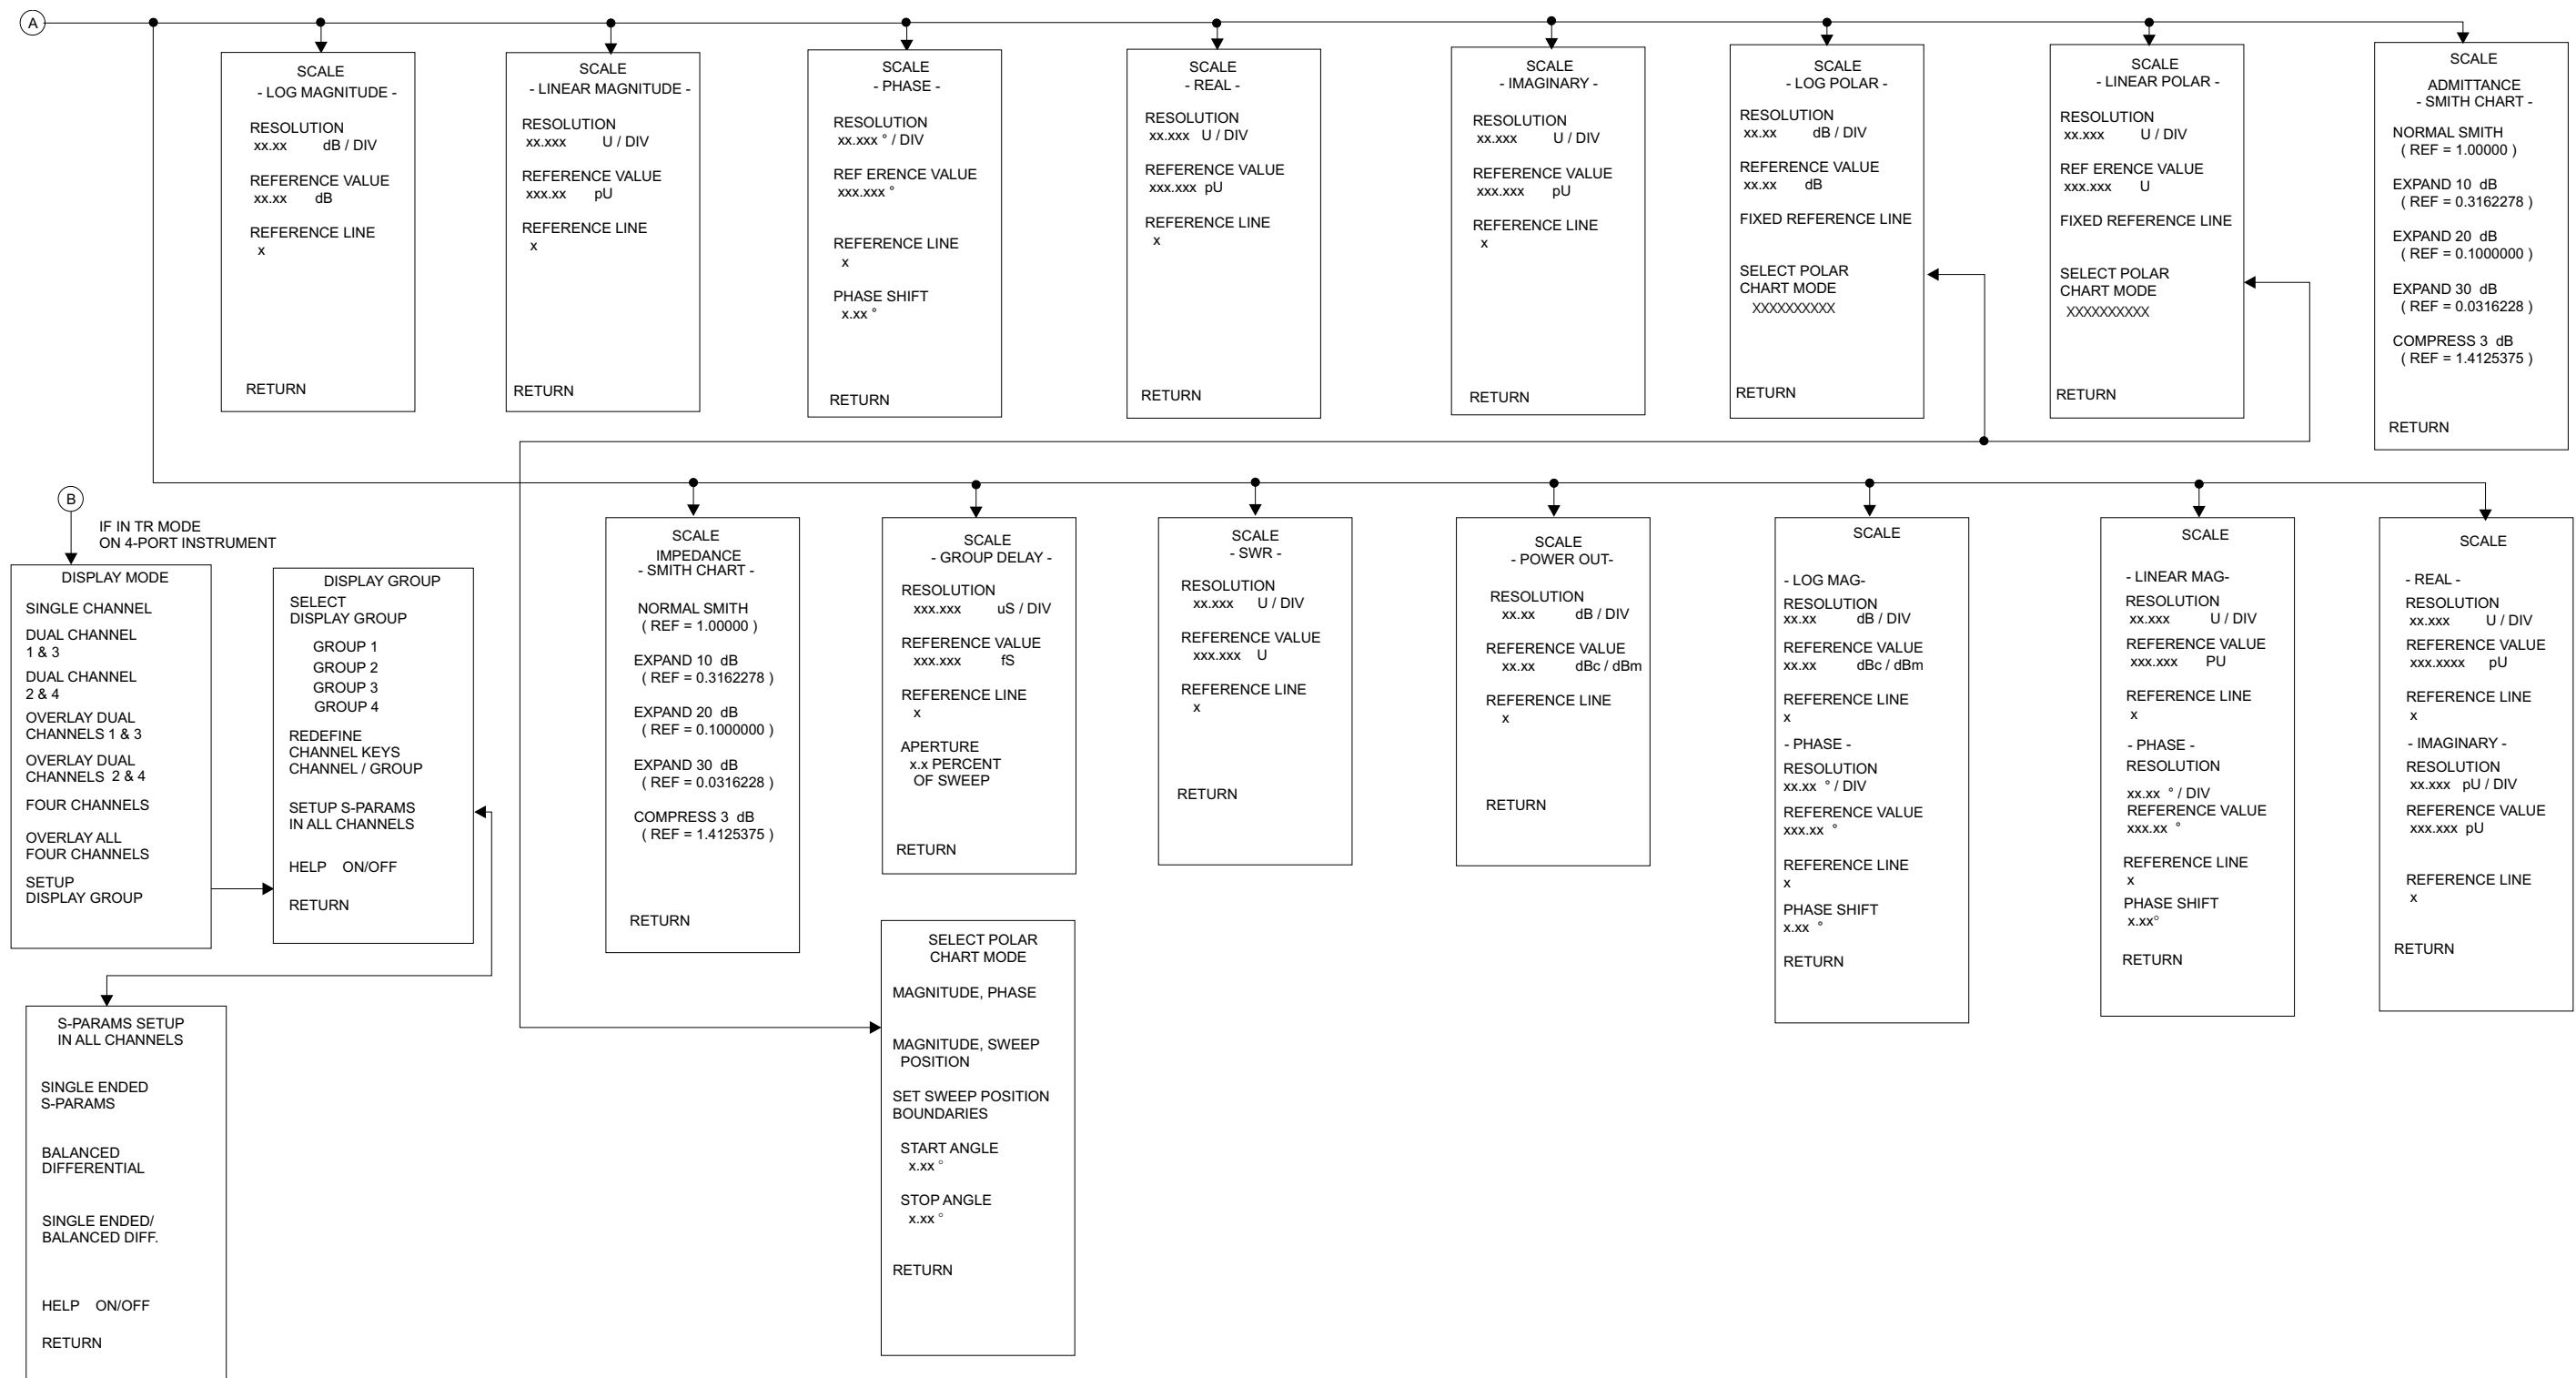 A
SCALE
- LOG MAGNITUDE -
RESOLUTION
xx.xx dB / DIV
REFERENCE VALUE
xx.xx dB
REFERENCE LINE
x
RETURN
SCALE
- LINEAR MAGNITUDE -
RESOLUTION
xx.xxx U / DIV
REFERENCE VALUE
xxx.xx pU
REFERENCE LINE
x
RETURN
SCALE
- PHASE -
RESOLUTION
xx.xxx ° / DIV
REF ERENCE VALUE
xxx.xxx °
REFERENCE LINE
x
PHASE SHIFT
x.xx °
RETURN
SCALE
- REAL -
RESOLUTION
xx.xxx U / DIV
REFERENCE VALUE
xxx.xxx pU
REFERENCE LINE
x
RETURN
SCALE
- IMAGINARY -
RESOLUTION
xx.xxx U / DIV
REFERENCE VALUE
xxx.xxx pU
REFERENCE LINE
x
RETURN
SCALE
- LOG POLAR -
RESOLUTION
xx.xx dB / DIV
REFERENCE VALUE
xx.xx dB
FIXED REFERENCE LINE
SELECT POLAR
CHART MODE
XXXXXXXXXX
RETURN
SCALE
- LINEAR POLAR -
RESOLUTION
xx.xxx U / DIV
REF ERENCE VALUE
xxx.xxx U
FIXED REFERENCE LINE
SELECT POLAR
CHART MODE
XXXXXXXXXX
RETURN
SCALE
ADMITTANCE
- SMITH CHART -
NORMAL SMITH
( REF = 1.00000 )
EXPAND 10 dB
( REF = 0.3162278 )
EXPAND 20 dB
( REF = 0.1000000 )
EXPAND 30 dB
( REF = 0.0316228 )
COMPRESS 3 dB
( REF = 1.4125375 )
RETURN
B
IF IN TR MODE
ON 4-PORT INSTRUMENT
DISPLAY MODE
SINGLE CHANNEL
DUAL CHANNEL
1 & 3
DUAL CHANNEL
2 & 4
OVERLAY DUAL
CHANNELS 1 & 3
OVERLAY DUAL
CHANNELS 2 & 4
FOUR CHANNELS
OVERLAY ALL
FOUR CHANNELS
SETUP
DISPLAY GROUP
DISPLAY GROUP
SELECT
DISPLAY GROUP
GROUP 1
GROUP 2
GROUP 3
GROUP 4
REDEFINE
CHANNEL KEYS
CHANNEL / GROUP
SETUP S-PARAMS
IN ALL CHANNELS
HELP ON/OFF
RETURN
SCALE
IMPEDANCE
- SMITH CHART -
NORMAL SMITH
( REF = 1.00000 )
EXPAND 10 dB
( REF = 0.3162278 )
EXPAND 20 dB
( REF = 0.1000000 )
EXPAND 30 dB
( REF = 0.0316228 )
COMPRESS 3 dB
( REF = 1.4125375 )
RETURN
SCALE
- GROUP DELAY -
RESOLUTION
xxx.xxx uS / DIV
REFERENCE VALUE
xxx.xxx fS
REFERENCE LINE
x
APERTURE
x.x PERCENT
OF SWEEP
RETURN
SCALE
- SWR -
RESOLUTION
xx.xxx U / DIV
REFERENCE VALUE
xxx.xxx U
REFERENCE LINE
x
RETURN
SCALE
- POWER OUT-
RESOLUTION
xx.xx dB / DIV
REFERENCE VALUE
xx.xx dBc / dBm
REFERENCE LINE
x
RETURN
SCALE
- LOG MAG-
RESOLUTION
xx.xx dB / DIV
REFERENCE VALUE
xx.xx dBc / dBm
REFERENCE LINE
x
- PHASE -
RESOLUTION
xx.xx ° / DIV
REFERENCE VALUE
xxx.xx °
REFERENCE LINE
x
PHASE SHIFT
x.xx °
RETURN
SCALE
- LINEAR MAG-
RESOLUTION
xx.xxx U / DIV
REFERENCE VALUE
xxx.xxx PU
REFERENCE LINE
x
- PHASE -
RESOLUTION
xx.xx ° / DIV
REFERENCE VALUE
xxx.xx °
REFERENCE LINE
x
PHASE SHIFT
x.xx°
RETURN
SCALE
- REAL -
RESOLUTION
xx.xxx U / DIV
REFERENCE VALUE
xxx.xxxx pU
REFERENCE LINE
x
- IMAGINARY -
RESOLUTION
xx.xxx pU / DIV
REFERENCE VALUE
xxx.xxx pU
REFERENCE LINE
x
RETURN
S-PARAMS SETUP
IN ALL CHANNELS
SINGLE ENDED
S-PARAMS
BALANCED
DIFFERENTIAL
SINGLE ENDED/
BALANCED DIFF.
HELP ON/OFF
RETURN
SELECT POLAR
CHART MODE
MAGNITUDE, PHASE
MAGNITUDE, SWEEP
POSITION
SET SWEEP POSITION
BOUNDARIES
START ANGLE
x.xx °
STOP ANGLE
x.xx °
RETURN